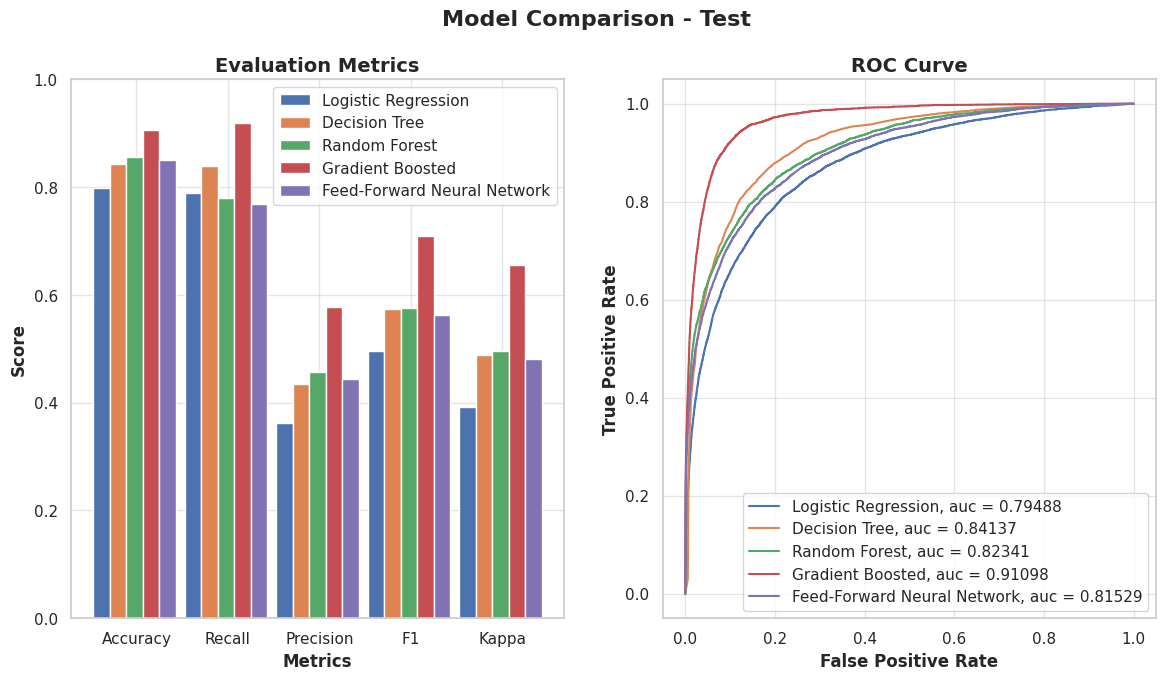 Model Comparison - Test
Evaluation Metrics
1.0
0.8
0.6
0.4
0.2
0.0
Score
Logistic Regression
Decision Tree
Random Forest
Gradient Boosted
Feed-Forward Neural Network
Accuracy Recall Precision F1 Kappa
Metrics
ROC Curve
1.0
0.8
0.6
0.4
0.2
0.0
True Positive Rate
Logistic Regression, auc = 0.79488
Decision Tree, auc = 0.84137
Random Forest, auc = 0.82341
Gradient Boosted, auc = 0.91098
Feed-Forward Neural Network, auc = 0.81529
0.0 0.2 0.4 0.6 0.8 1.0
False Positive Rate